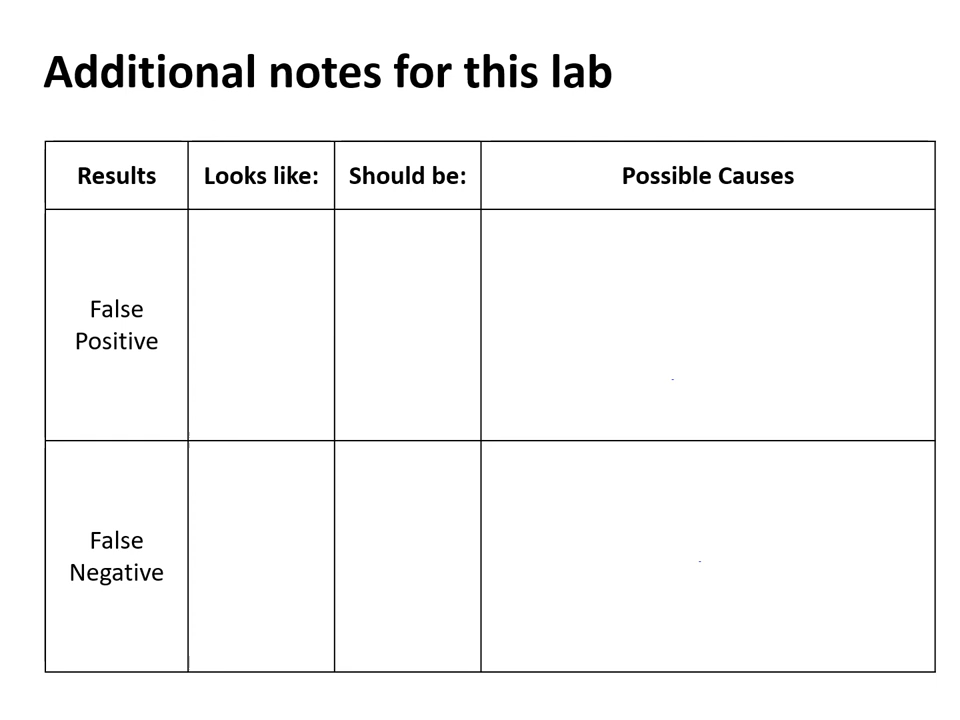 Additional notes for this lab
Results Looks like: Should be: Possible Causes
False
Positive
False
Negative